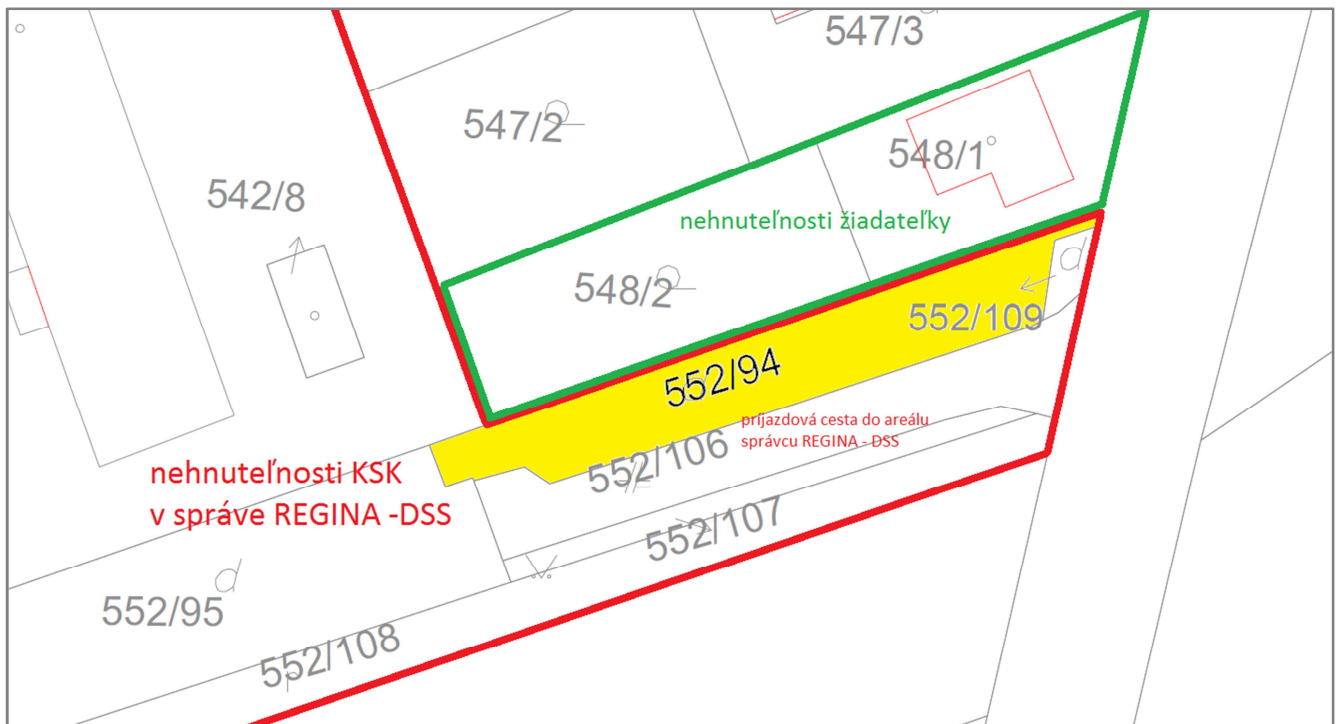 547/3
547/2
548/1
542/8
nehnuteľnosti žiadateľky
548/2
552/109
552/94
príjazdová cesta do areálu
správcu REGINA - DSS
552/106
nehnuteľnosti KSK
v správe REGINA -DSS
552/107
552/95
552/108